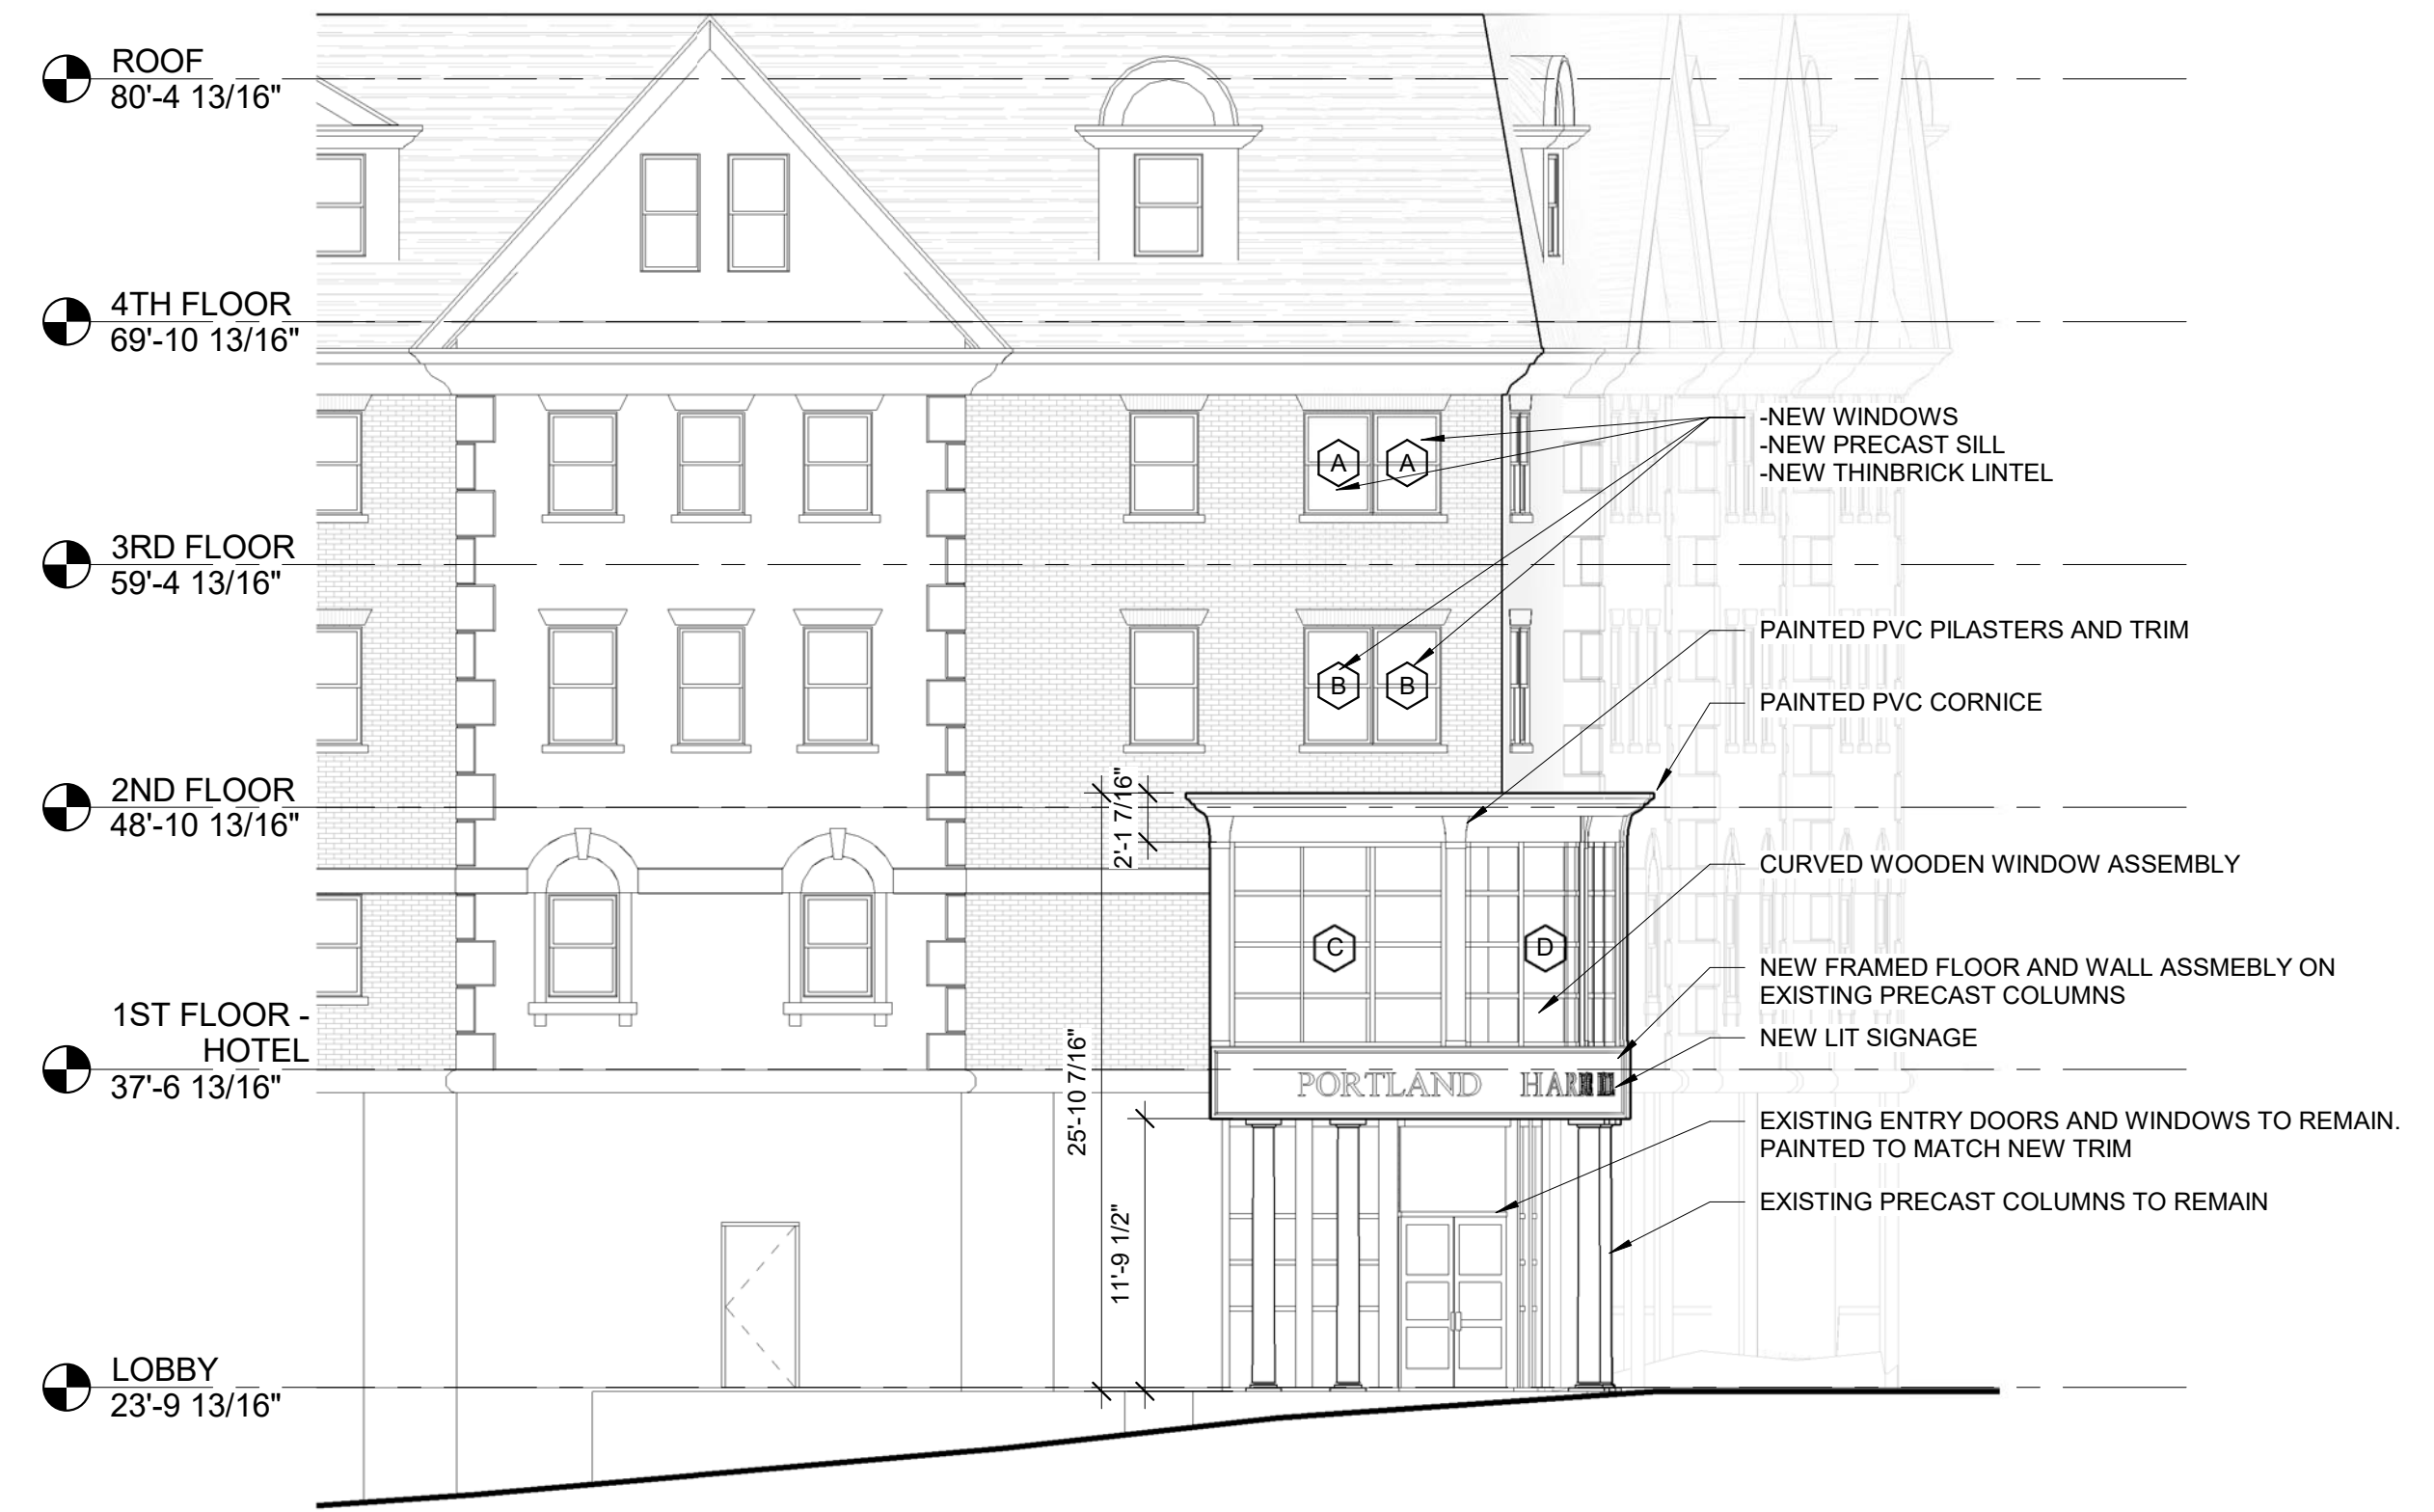 ROOF
80'-4 13/16"
4TH FLOOR
69'-10 13/16"
3RD FLOOR
59'-4 13/16"
2ND FLOOR
48'-10 13/16"
1ST FLOOR -
HOTEL
37'-6 13/16"
LOBBY
23'-9 13/16"
A
A
B
B
C
D
2'-1 7/16"
25'-10 7/16"
11'-9 1/2"
PORTLAND
-NEW WINDOWS
-NEW PRECAST SILL
-NEW THINBRICK LINTEL
PAINTED PVC PILASTERS AND TRIM
PAINTED PVC CORNICE
CURVED WOODEN WINDOW ASSEMBLY
NEW FRAMED FLOOR AND WALL ASSMEBLY ON
EXISTING PRECAST COLUMNS
NEW LIT SIGNAGE
EXISTING ENTRY DOORS AND WINDOWS TO REMAIN.
PAINTED TO MATCH NEW TRIM
EXISTING PRECAST COLUMNS TO REMAIN